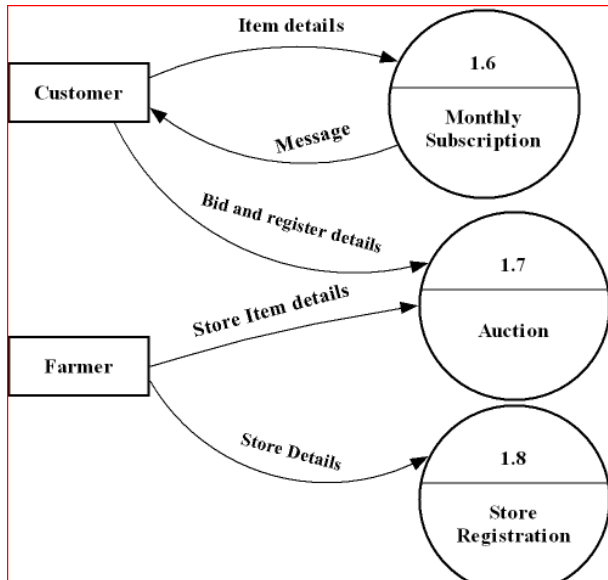 Item details
1.6
Customer
Monthly
Subscription
Message
Bid and register details
1.7
Store Item details
Auction
Farmer
Store Details
1.8
Store
Registration